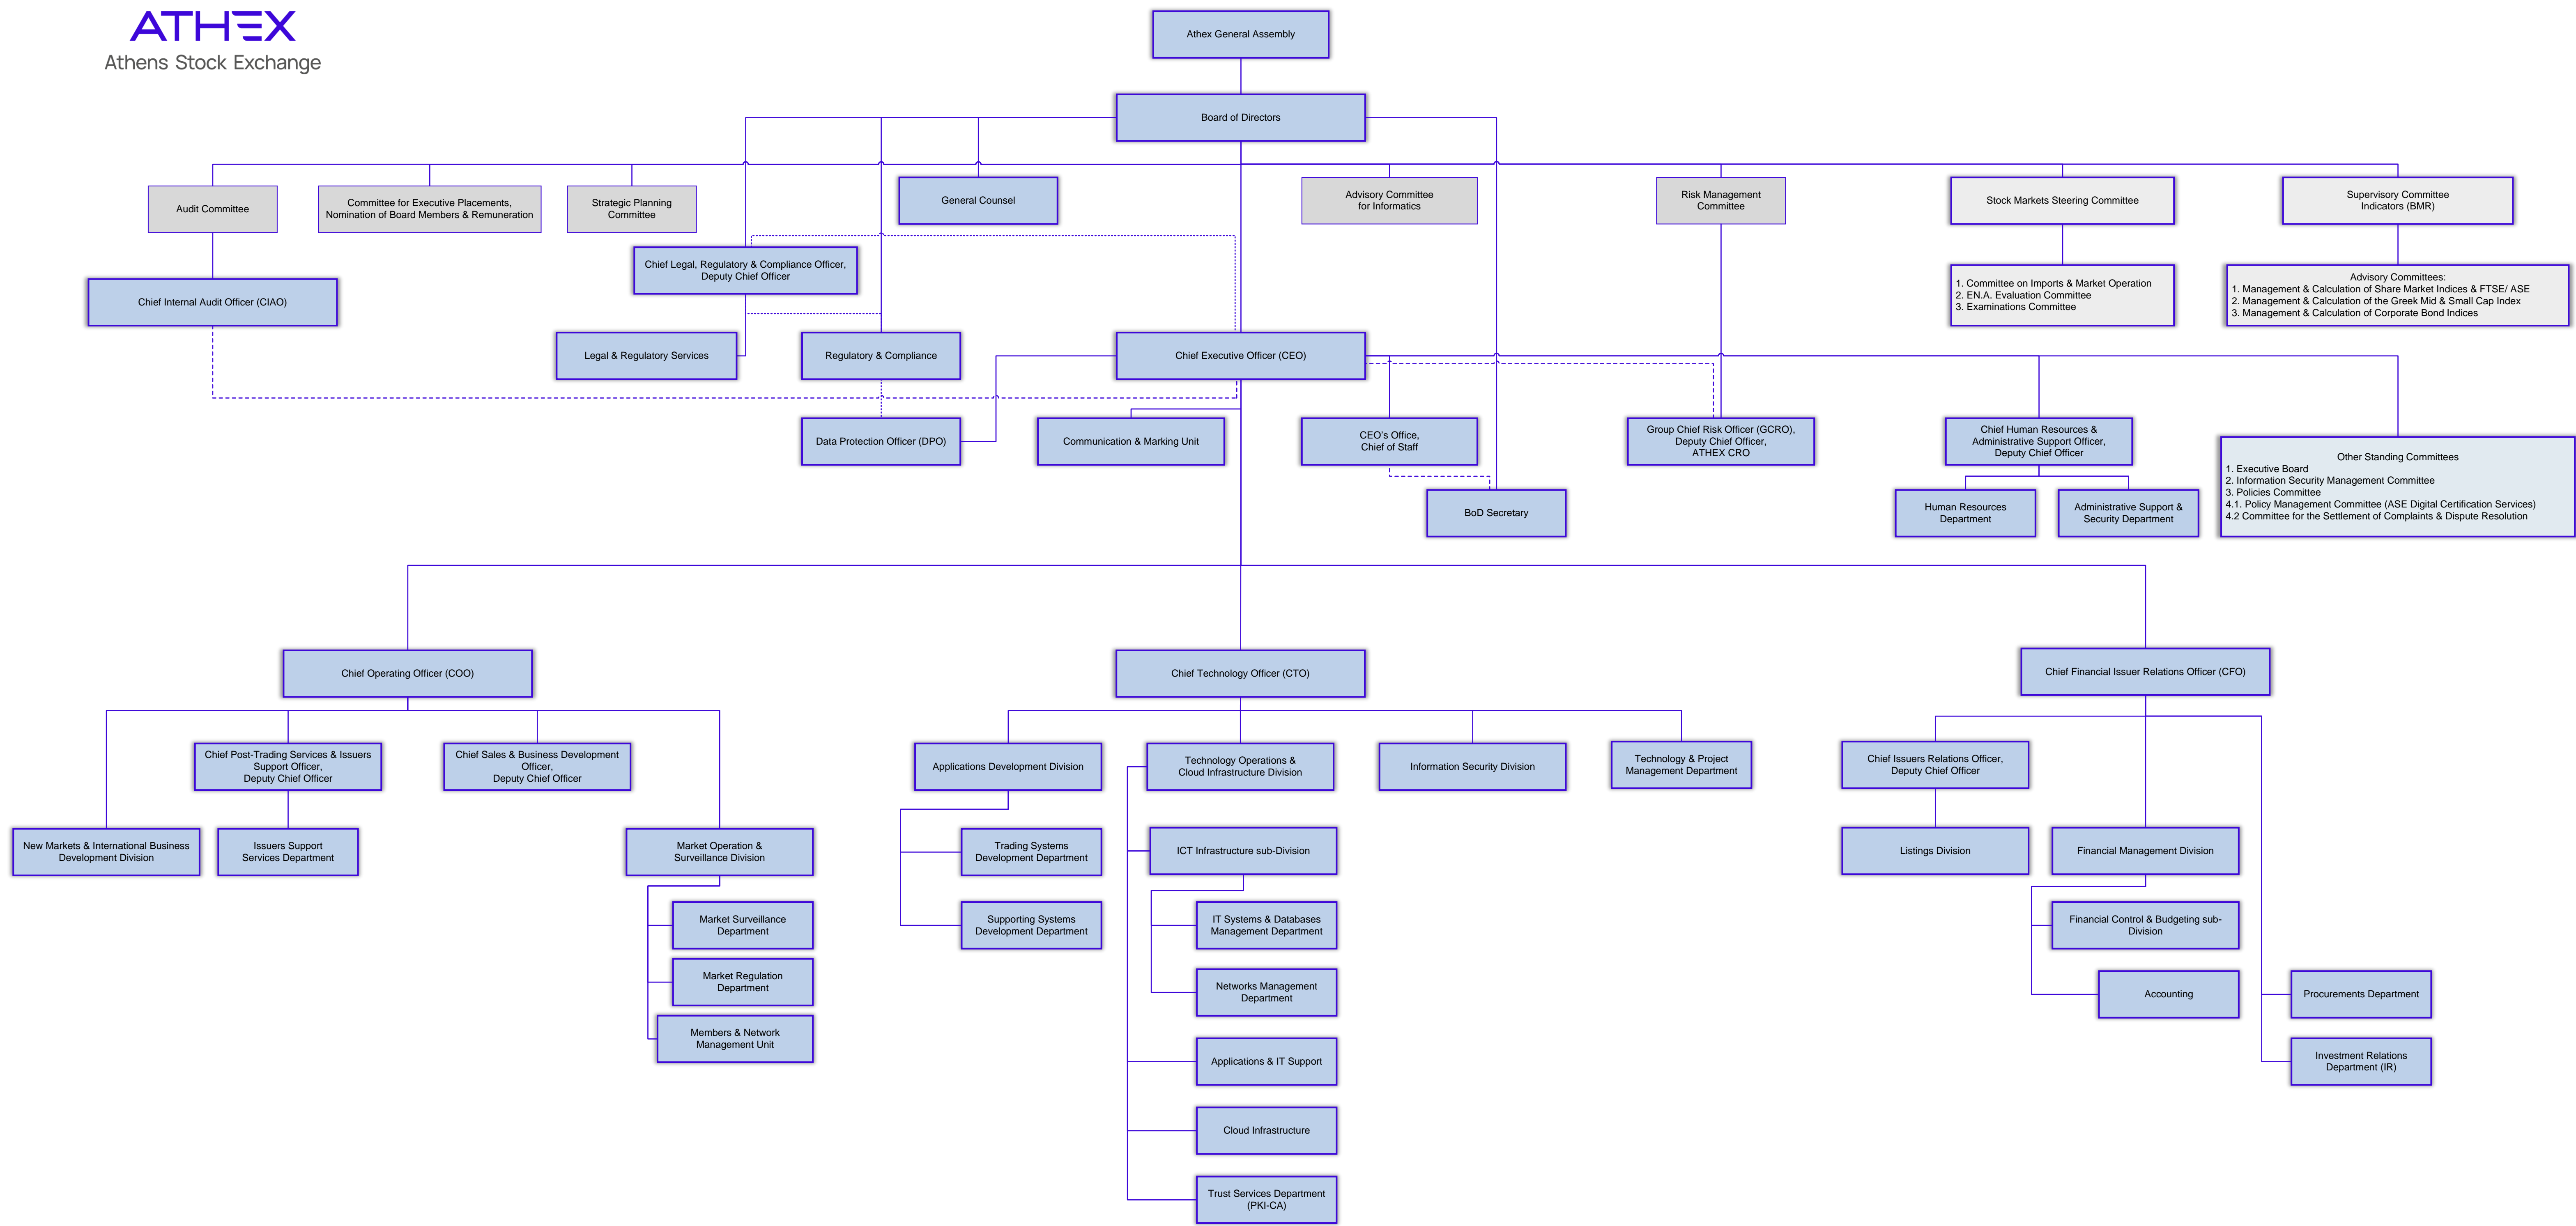 ATHEX
Athens Stock Exchange
Athex General Assembly
Board of Directors
Audit Committee
Committee for Executive Placements,
Nomination of Board Members & Remuneration
Strategic Planning
Committee
General Counsel
Advisory Committee
for Informatics
Risk Management
Committee
Stock Markets Steering Committee
Supervisory Committee
Indicators (BMR)
Chief Legal, Regulatory & Compliance Officer,
Deputy Chief Officer
Chief Internal Audit Officer (CIAO)
1. Committee on Imports & Market Operation
2. EN.A. Evaluation Committee
3. Examinations Committee
Advisory Committees:
1. Management & Calculation of Share Market Indices & FTSE/ ASE
2. Management & Calculation of the Greek Mid & Small Cap Index
3. Management & Calculation of Corporate Bond Indices
Legal & Regulatory Services
Regulatory & Compliance
Chief Executive Officer (CEO)
Data Protection Officer (DPO)
Communication & Marking Unit
CEO's Office,
Chief of Staff
Group Chief Risk Officer (GCRO),
Deputy Chief Officer,
ATHEX CRO
Chief Human Resources &
Administrative Support Officer,
Deputy Chief Officer
Other Standing Committees
1. Executive Board
2. Information Security Management Committee
3. Policies Committee
4.1. Policy Management Committee (ASE Digital Certification Services)
4.2 Committee for the Settlement of Complaints & Dispute Resolution
BoD Secretary
Human Resources
Department
Administrative Support &
Security Department
Chief Operating Officer (COO)
Chief Technology Officer (CTO)
Chief Financial Issuer Relations Officer (CFO)
Chief Post-Trading Services & Issuers
Support Officer,
Deputy Chief Officer
Chief Sales & Business Development
Officer,
Deputy Chief Officer
Applications Development Division
Technology Operations &
Cloud Infrastructure Division
Information Security Division
Technology & Project
Management Department
Chief Issuers Relations Officer,
Deputy Chief Officer
New Markets & International Business
Development Division
Issuers Support
Services Department
Market Operation &
Surveillance Division
Trading Systems
Development Department
ICT Infrastructure sub-Division
Listings Division
Financial Management Division
Market Surveillance
Department
Supporting Systems
Development Department
IT Systems & Databases
Management Department
Financial Control & Budgeting sub-
Division
Market Regulation
Department
Networks Management
Department
Accounting
Procurements Department
Members & Network
Management Unit
Applications & IT Support
Investment Relations
Department (IR)
Cloud Infrastructure
Trust Services Department
(PKI-CA)